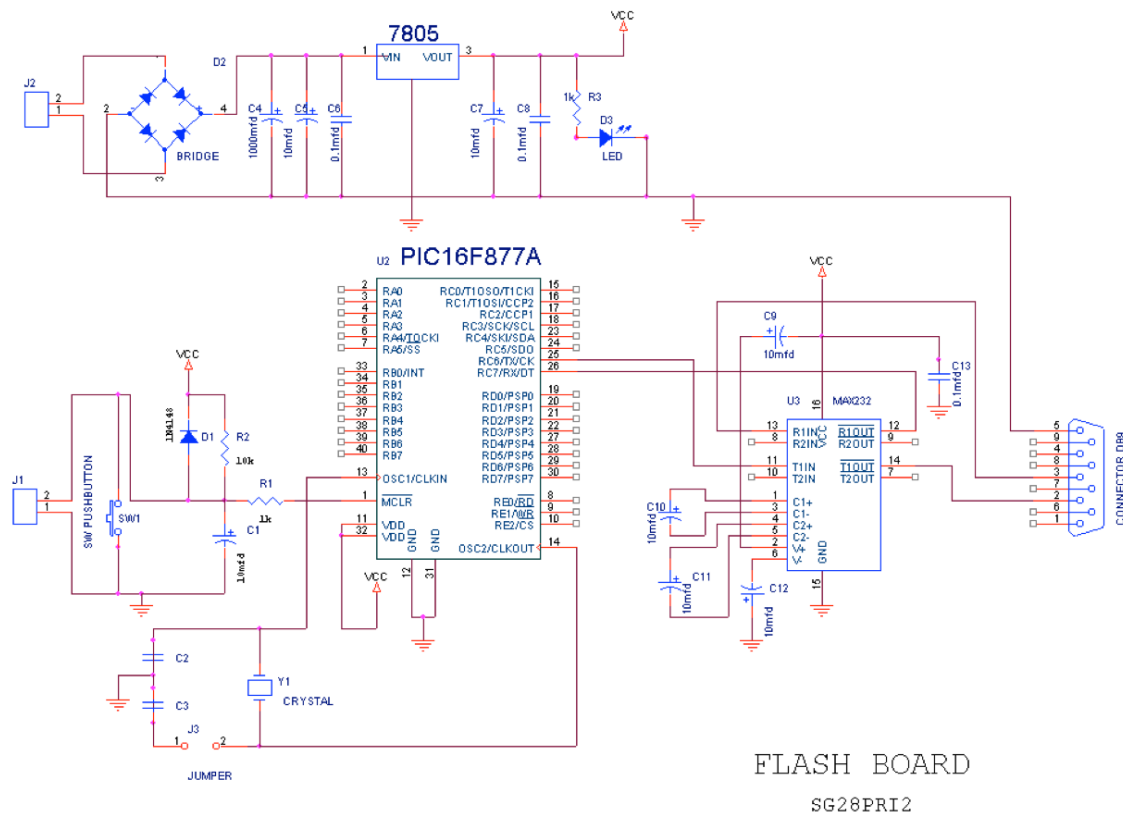 VCC
7805
J2
2
1
D2
2
-
+
4
3
BRIDGE
1
VIN
VOUT
3
C4
1000mfd
C5
10mfd
C6
0.1mfd
C7
10mfd
C8
0.1mfd
1k
R3
D3
LED
U2
PIC16F877A
2 RA0
3 RA1
4 RA2
5 RA3
6 RA4/TOCKI
7 RA5/SS
33 RB0/INT
34 RB1
35 RB2
36 RB3
37 RB4
38 RB5
39 RB6
40 RB7
13 OSC1/CLKIN
1 MCLR
11 VDD
32 VDD
GND
GND
12
31
RC0/T1OSO/T1CKI 15
RC1/T1OSI/CCP2 16
RC2/CCP1 17
RC3/SCK/SCL 18
RC4/SKI/SDA 23
RC5/SDO 24
RC6/TX/CK 25
RC7/RX/DT 26
RD0/PSP0 19
RD1/PSP1 20
RD2/PSP2 21
RD3/PSP3 22
RD4/PSP4 27
RD5/PSP5 28
RD6/PSP6 29
RD7/PSP7 30
RE0/RD 8
RE1/WR 9
RE2/CS 10
OSC2/CLKOUT 14
VCC
1N4148
D1
R2
10k
R1
1k
J1
2
1
SW PUSHBUTTON
SW1
C1
10mfd
VCC
C2
C3
Y1
CRYSTAL
J3
1
2
JUMPER
VCC
C9
10mfd
C13
0.1mfd
U3
MAX232
16
VCC
13 R1IN
8 R2IN
11 T1IN
10 T2IN
1 C1+
3 C1-
4 C2+
5 C2-
2 V+
6 V-
R1OUT 12
R2OUT 9
T1OUT 14
T2OUT 7
GND
15
C10
10mfd
C11
10mfd
C12
10mfd
5
9
4
8
3
7
2
6
1
CONNECTOR DB9
FLASH BOARD
SG28PRI2